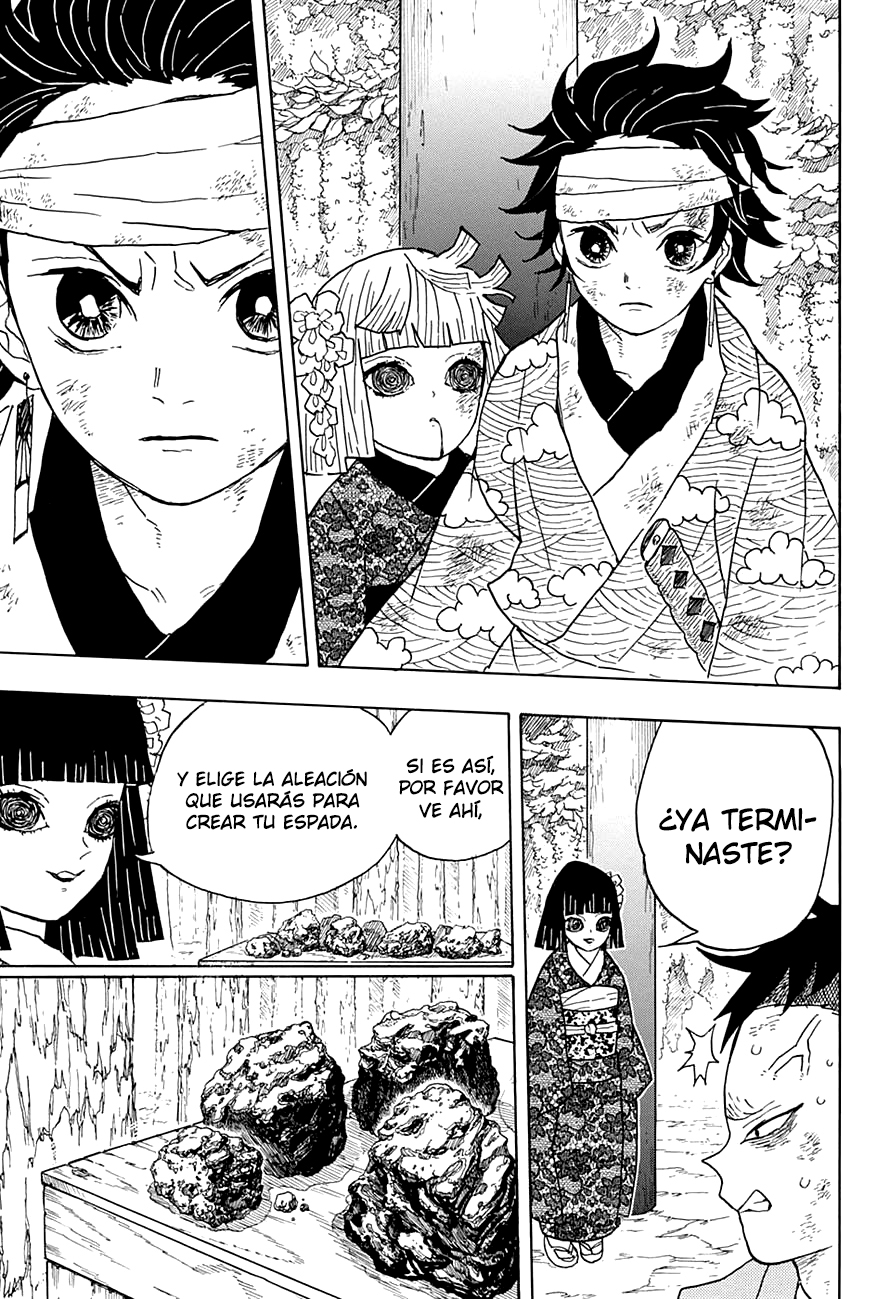 ¿YA TERMI-
NASTE?
SI ES ASÍ,
POR FAVOR
VE AHÍ,
Y ELIGE LA ALEACIÓN
QUE USARÁS PARA
CREAR TU ESPADA.